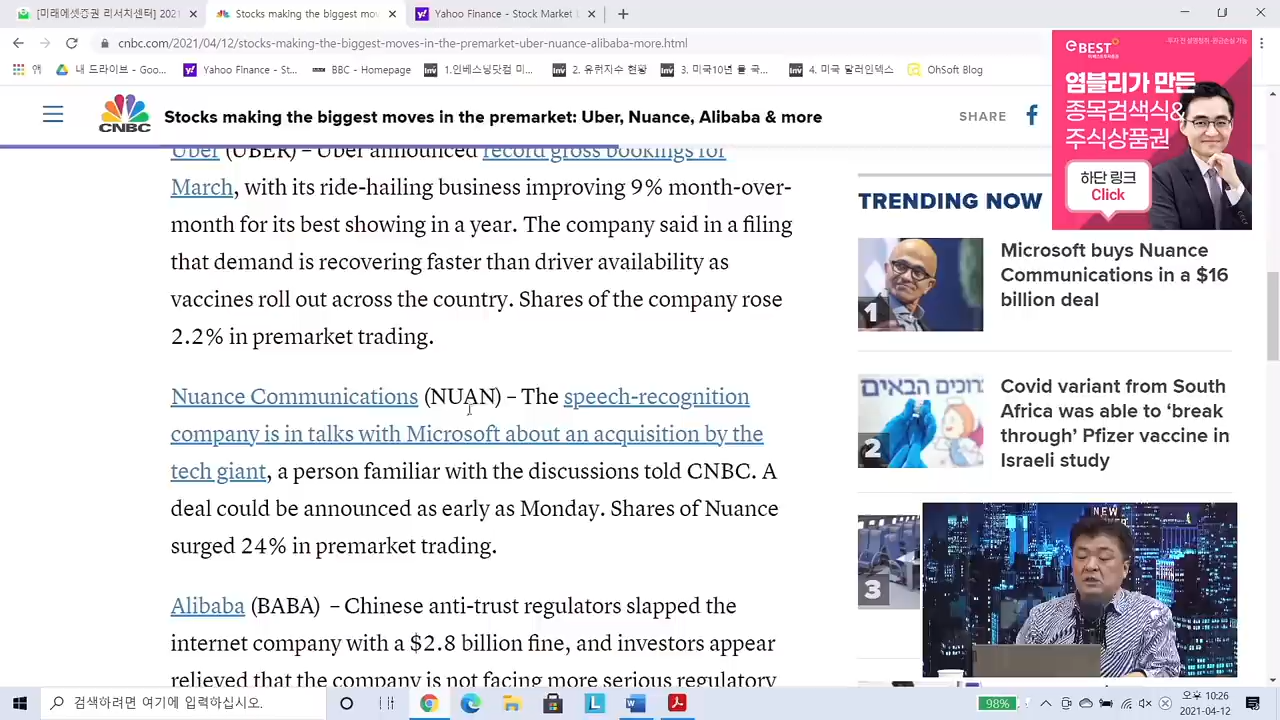 [미래에셋증권 리서치] 202
Stocks making the biggest mov
Yahoo Finance - Stock Market L
cnbc.com/2021/04/12/stocks-making-the-biggest-moves-in-the-p
-nuance-alibaba-more.html
앱
내 드라이브 - Goo...
Yahoo Finance - St...
BBC - Hom
1.인베스팅닷컴 미...
2. 유쥐지수 현황
3. 미국10년 물 국...
4. 미국 달러인덱스
OhSoft Blog
CNBC
Stocks making the biggest moves in the premarket: Uber, Nuance, Alibaba & more
SHARE
eBEST
염블리가 만든
종목검색식&
주식상품권
하단 링크
Click
Uber (UBER) – Uber record gross bookings for
March, with its ride-hailing business improving 9% month-over-
month for its best showing in a year. The company said in a filing
that demand is recovering faster than driver availability as
vaccines roll out across the country. Shares of the company rose
2.2% in premarket trading.
Nuance Communications (NUAN) – The speech-recognition
company is in talks with Microsoft about an acquisition by the
tech giant, a person familiar with the discussions told CNBC. A
deal could be announced as early as Monday. Shares of Nuance
surged 24% in premarket trading.
Alibaba (BABA) – Chinese anti-trust regulators slapped the
internet company with a $2.8 billion fine, and investors appear
relieved that the company is not more serious regulatory
TRENDING NOW
1
Microsoft buys Nuance
Communications in a $16
billion deal
ברוכים הבאים
2
Covid variant from South
Africa was able to ‘break
through’ Pfizer vaccine in
Israeli study
3
NEW
검색하려면 여기에 입력하십시오.
98%
오후 10:26
2021-04-12